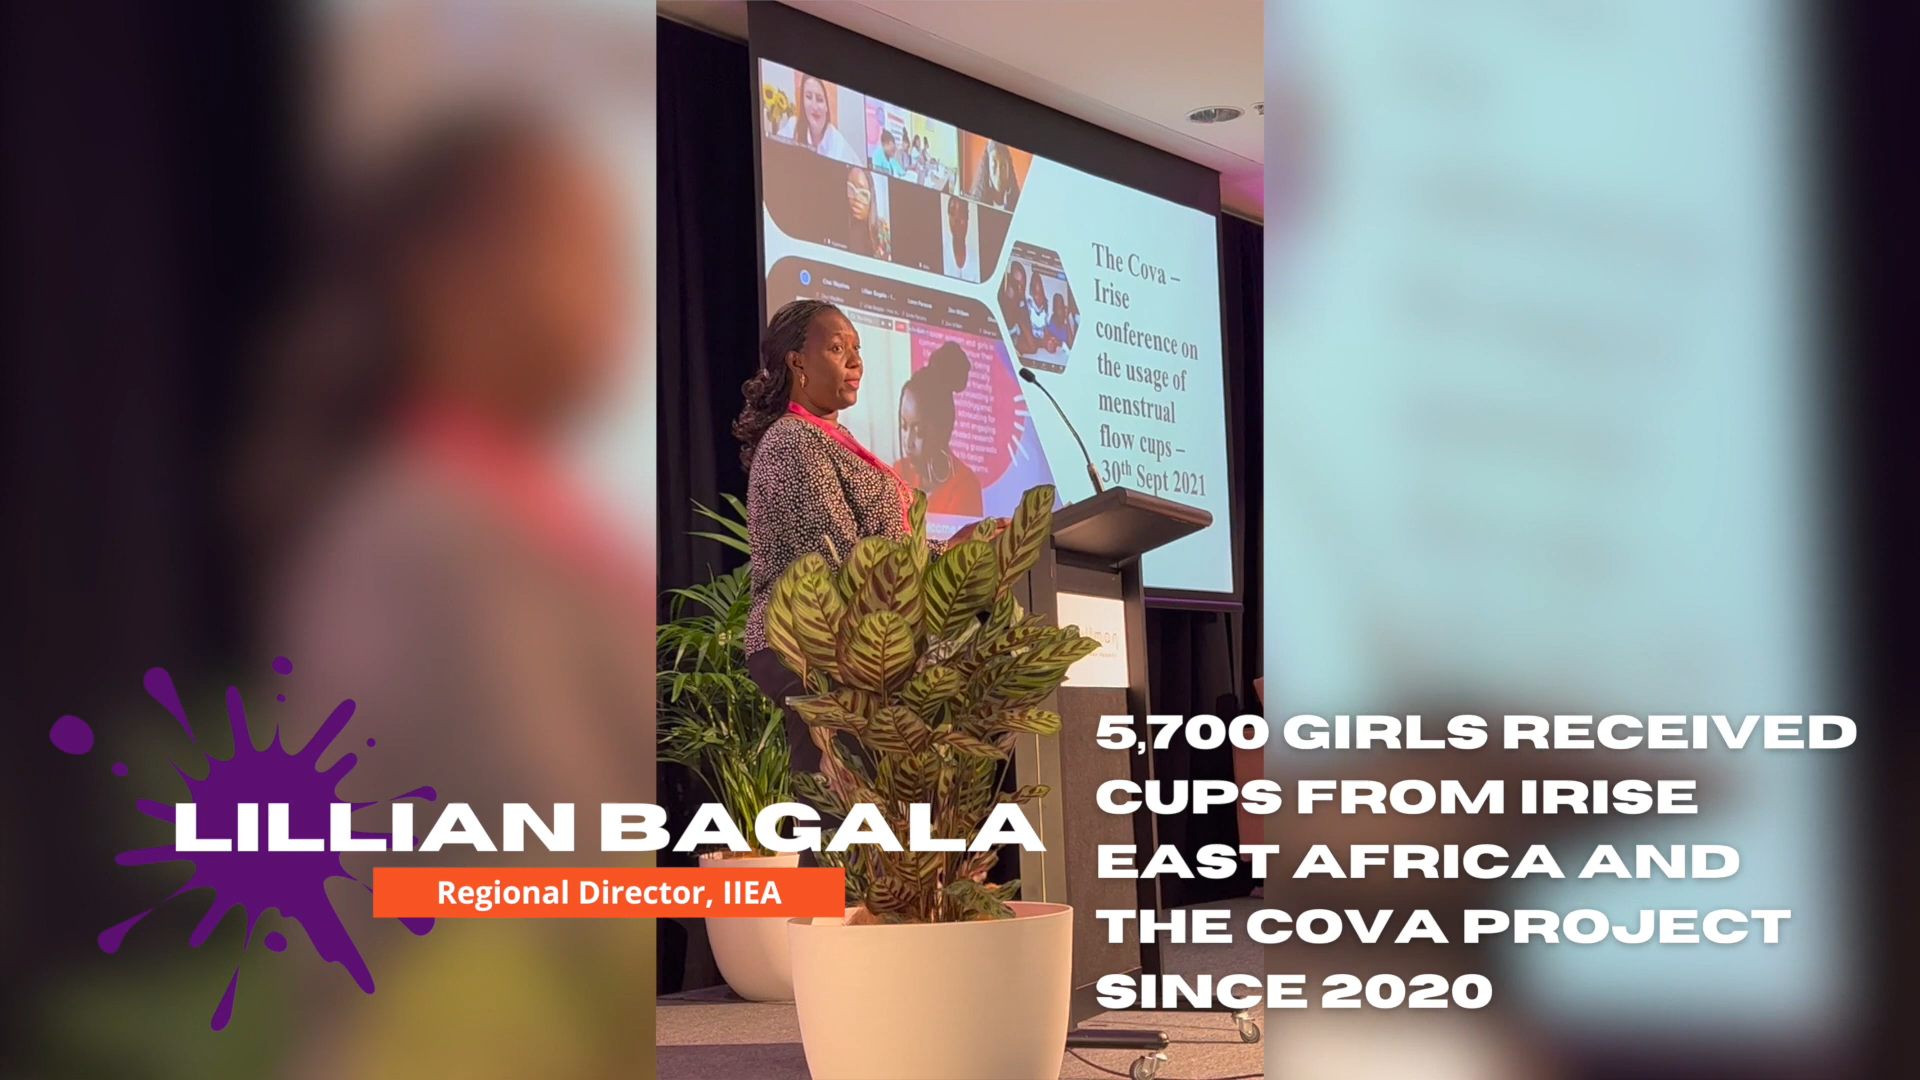 The Cova –
Irise
conference on
the usage of
menstrual
flow cups –
30th Sept 2021
LILLIAN BAGALA
Regional Director, IIEA
5,700 GIRLS RECEIVED
CUPS FROM IRISE
EAST AFRICA AND
THE COVA PROJECT
SINCE 2020